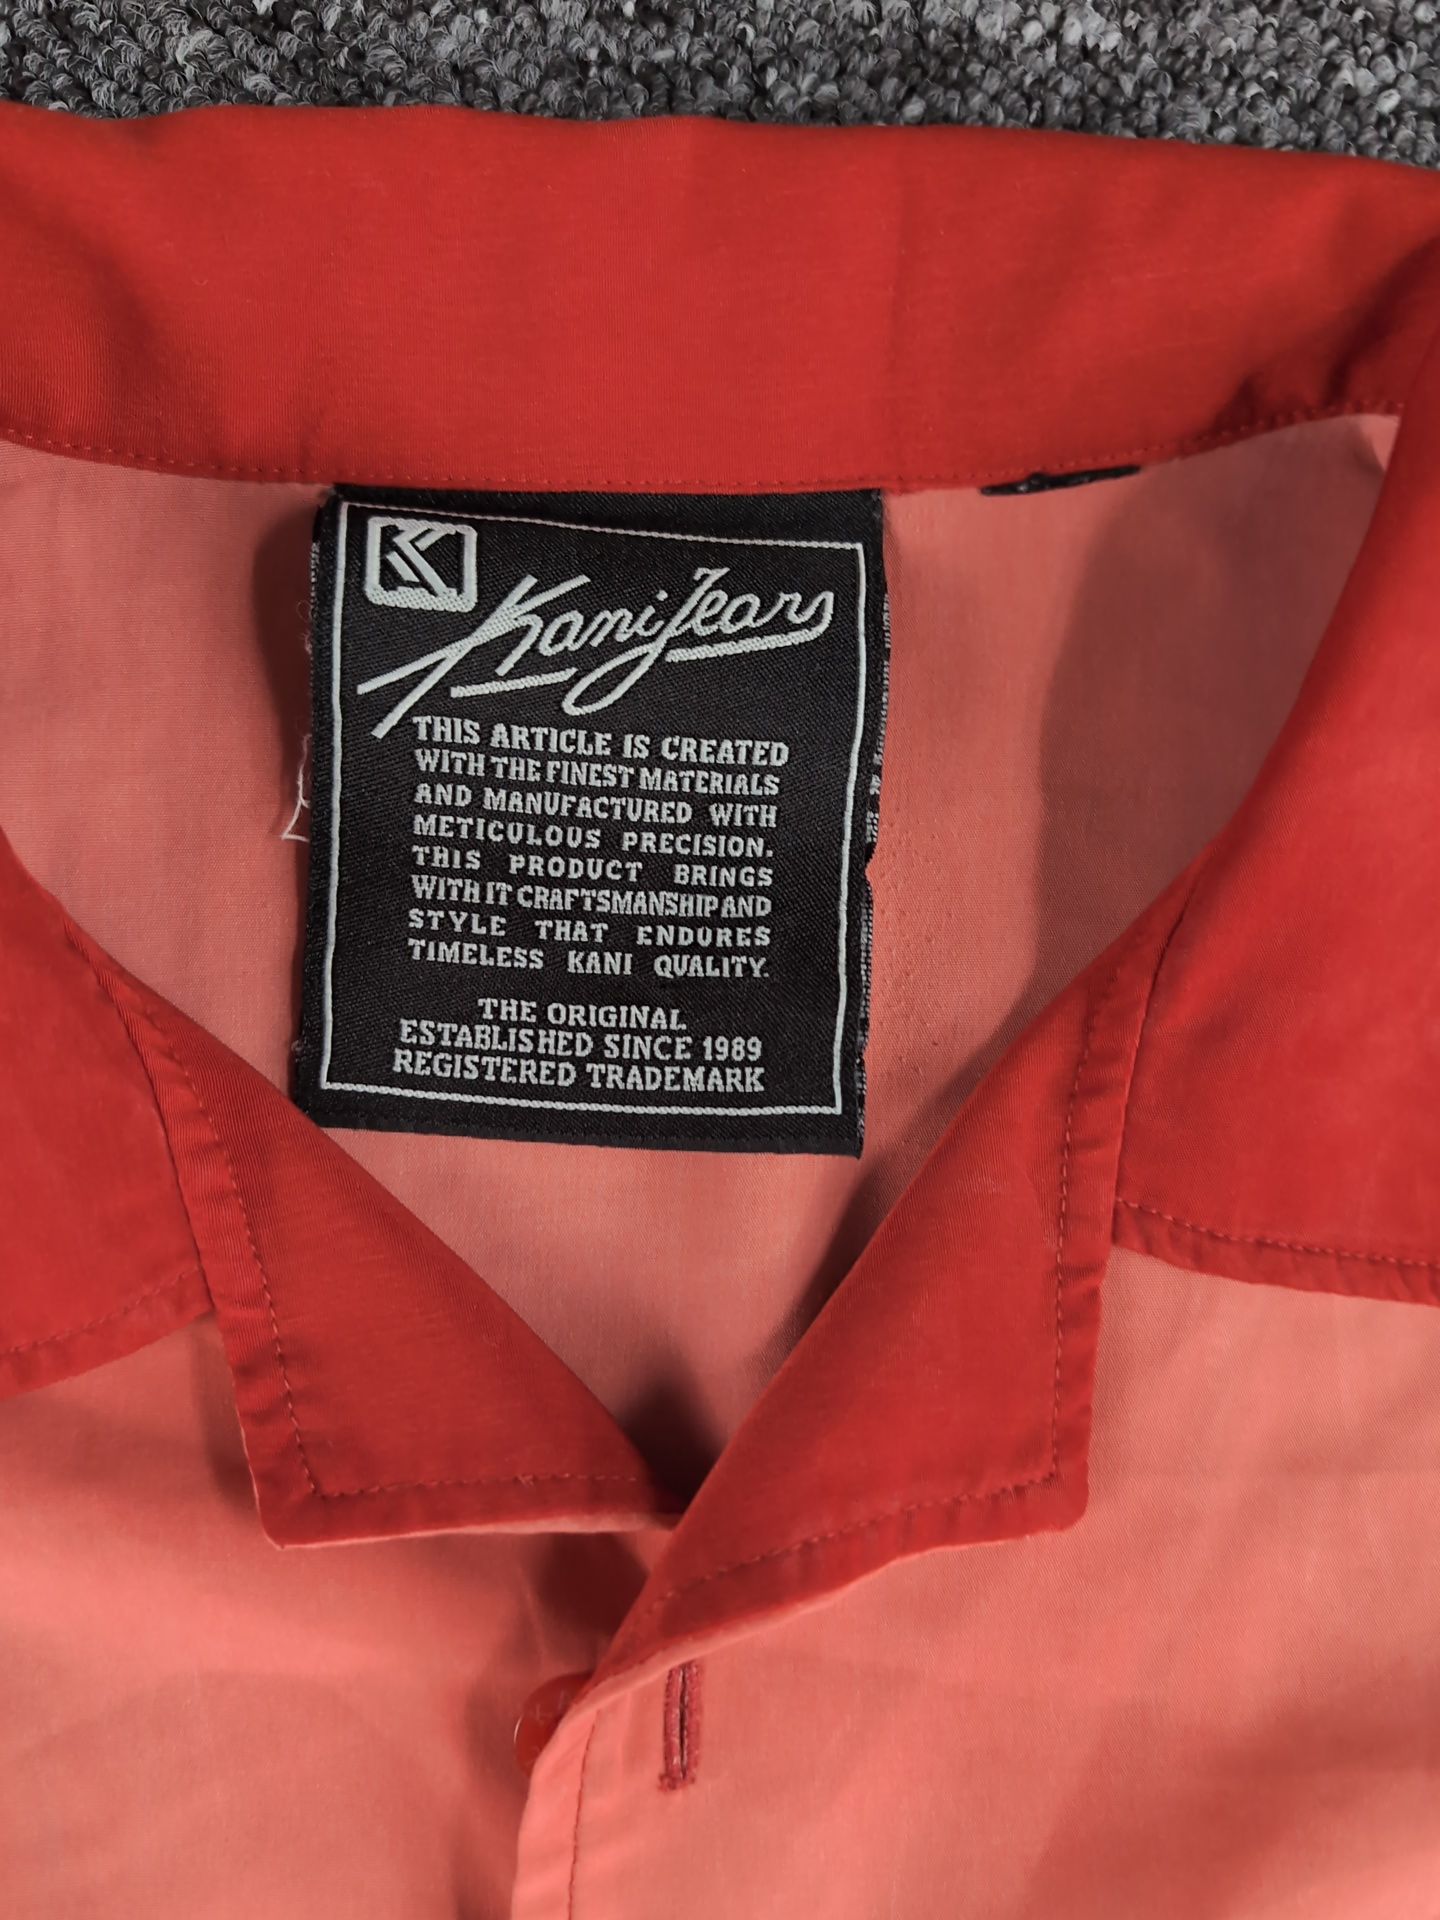 K
Kani Jeans
THIS ARTICLE IS CREATED
WITH THE FINEST MATERIALS
AND MANUFACTURED WITH
METICULOUS PRECISION.
THIS PRODUCT BRINGS
WITH IT CRAFTSMANSHIP AND
STYLE THAT ENDURES
TIMELESS KANI QUALITY.
THE ORIGINAL
ESTABLISHED SINCE 1989
REGISTERED TRADEMARK